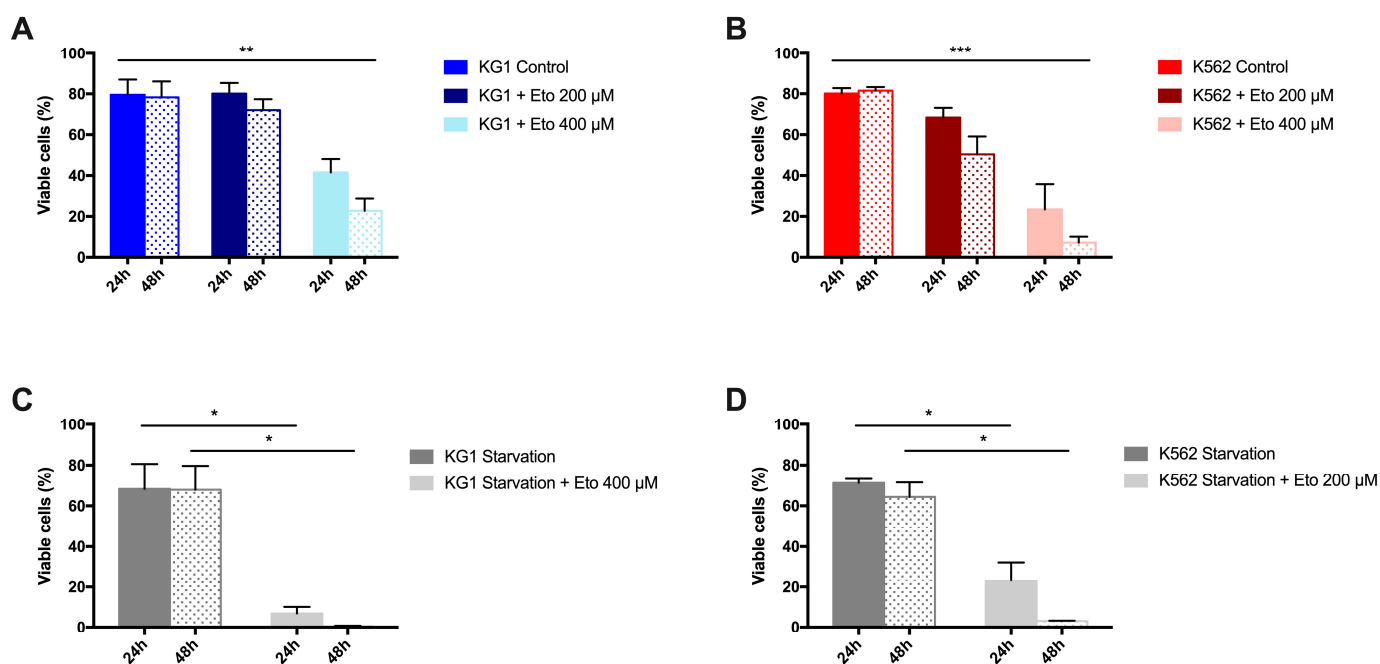 A
**
100
80
60
40
20
0
Viable cells (%)
24h
48h
24h
48h
24h
48h
KG1 Control
KG1 + Eto 200 µM
KG1 + Eto 400 µM
B
***
100
80
60
40
20
0
Viable cells (%)
24h
48h
24h
48h
24h
48h
K562 Control
K562 + Eto 200 µM
K562 + Eto 400 µM
C
*
*
100
80
60
40
20
0
Viable cells (%)
24h
48h
24h
48h
KG1 Starvation
KG1 Starvation + Eto 400 µM
D
*
*
100
80
60
40
20
0
Viable cells (%)
24h
48h
24h
48h
K562 Starvation
K562 Starvation + Eto 200 µM